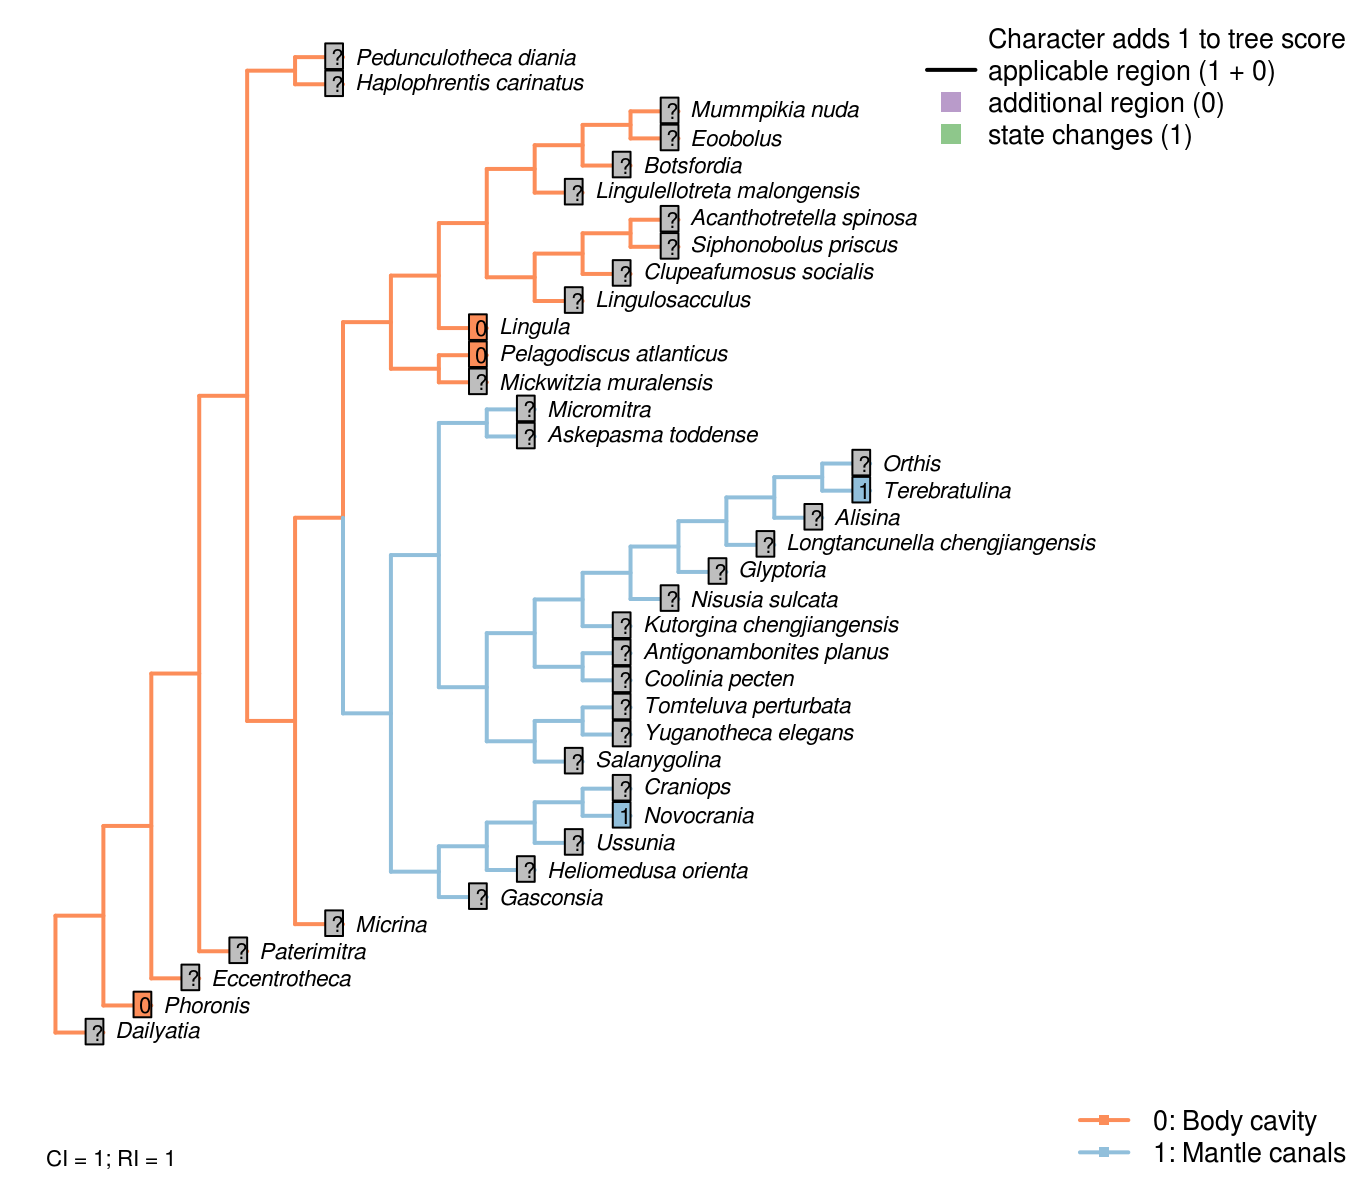 Character adds 1 to tree score
applicable region (1 + 0)
additional region (0)
state changes (1)
? Pedunculotheca diania
? Haplophrentis carinatus
? Mummpikia nuda
? Eoobolus
? Botsfordia
? Lingulellotreta malongensis
? Acanthotretella spinosa
? Siphonobolus priscus
? Clupeafumosus socialis
? Lingulosacculus
0 Lingula
0 Pelagodiscus atlanticus
? Mickwitzia muralensis
? Micromitra
? Askepasma toddense
? Orthis
1 Terebratulina
? Alisina
? Longtancunella chengjiangensis
? Glyptoria
? Nisusia sulcata
? Kutorgina chengjiangensis
? Antigonambonites planus
? Coolinia pecten
? Tomteluva perturbata
? Yuganotheca elegans
? Salanygolina
? Craniops
1 Novocrania
? Ussunia
? Heliomedusa orienta
? Gasconsia
? Micrina
? Paterimitra
? Eccentrotheca
0 Phoronis
? Dailyatia
0: Body cavity
1: Mantle canals
CI = 1; RI = 1